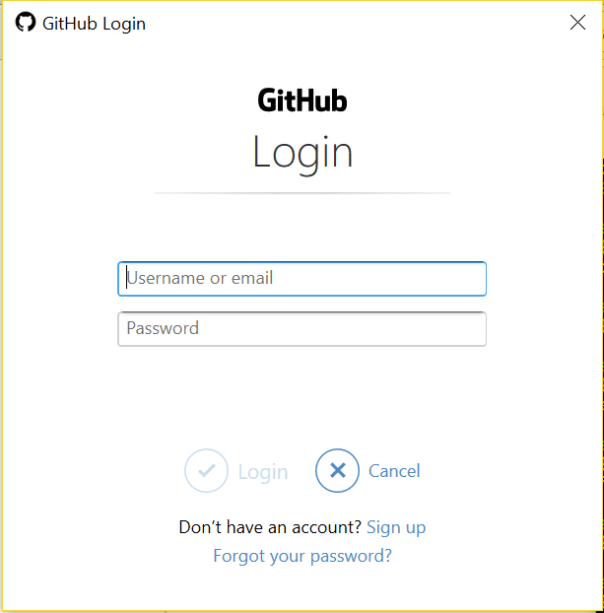 GitHub Login
GitHub
Login
Username or email
Password
Login Cancel
Don’t have an account? Sign up
Forgot your password?